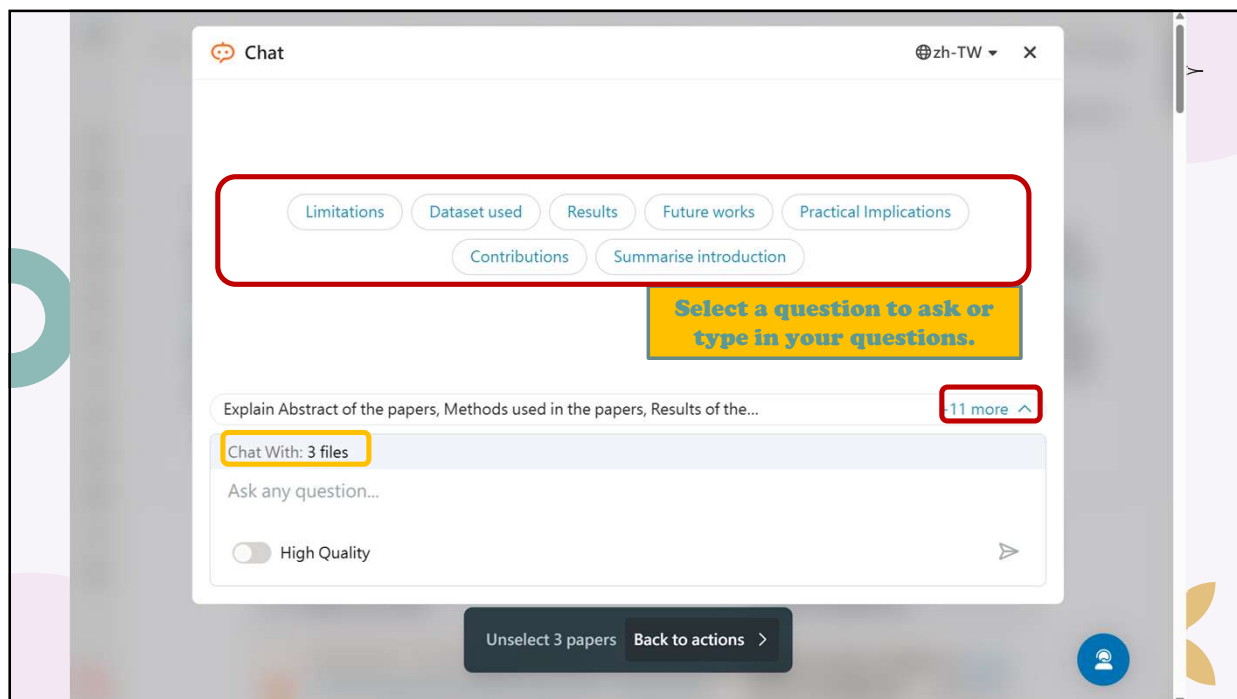 Chat
zh-TW
Limitations
Dataset used
Results
Future works
Practical Implications
Contributions
Summarise introduction
Select a question to ask or
type in your questions.
Explain Abstract of the papers, Methods used in the papers, Results of the...
11 more
Chat With: 3 files
Ask any question...
High Quality
Unselect 3 papers
Back to actions